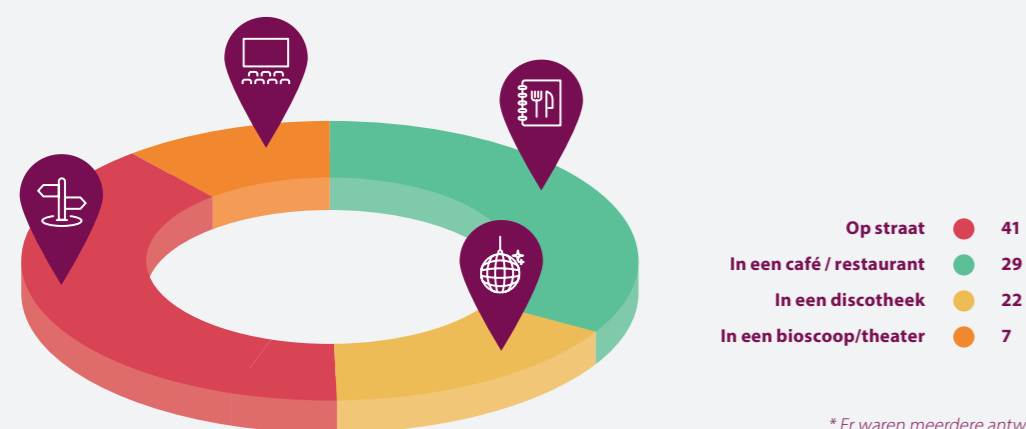 Op straat 41
In een café / restaurant 29
In een discotheek 22
In een bioscoop/theater 7
* Er waren meerdere